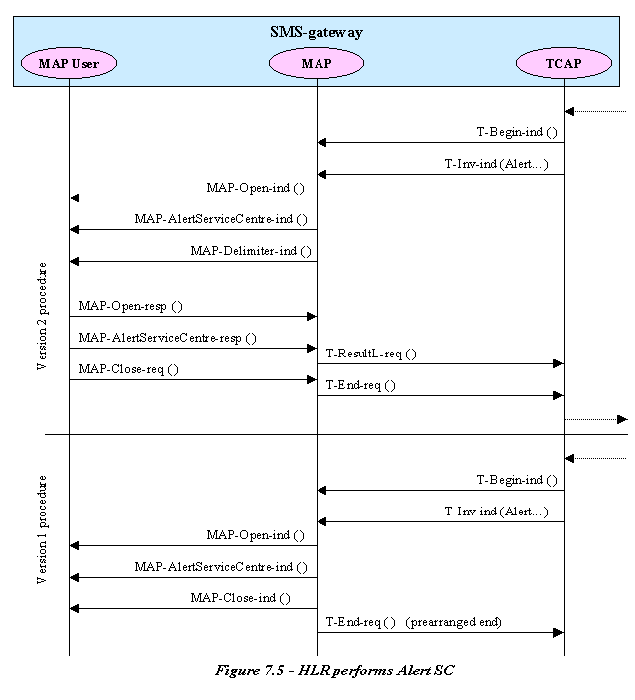 SMS-gateway
MAP User
MAP
TCAP
T-Begin-ind ()
T-Inv-ind (Alert...)
MAP-Open-ind ()
MAP-AlertServiceCentre-ind ()
MAP-Delimiter-ind ()
Version 2 procedure
MAP-Open-resp ()
MAP-AlertServiceCentre-resp ()
T-ResultL-req ()
MAP-Close-req ()
T-End-req ()
T-Begin-ind ()
T-Inv-ind (Alert...)
Version 1 procedure
MAP-Open-ind ()
MAP-AlertServiceCentre-ind ()
MAP-Close-ind ()
T-End-req () (prearranged end)
Figure 7.5 - HLR performs Alert SC